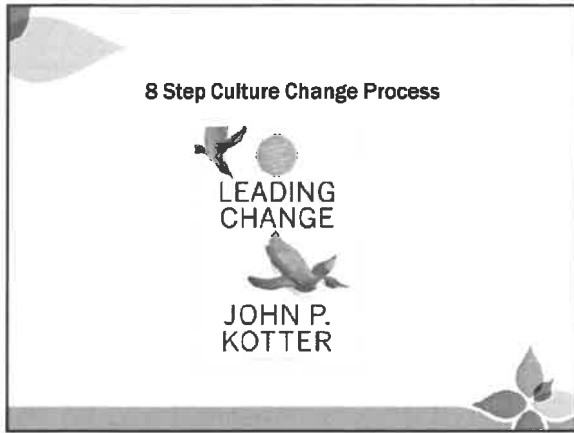 8 Step Culture Change Process
LEADING
CHANGE
JOHN P.
KOTTER